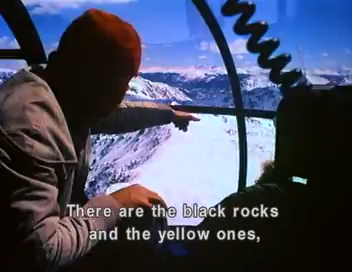 There are the black rocks
and the yellow ones,